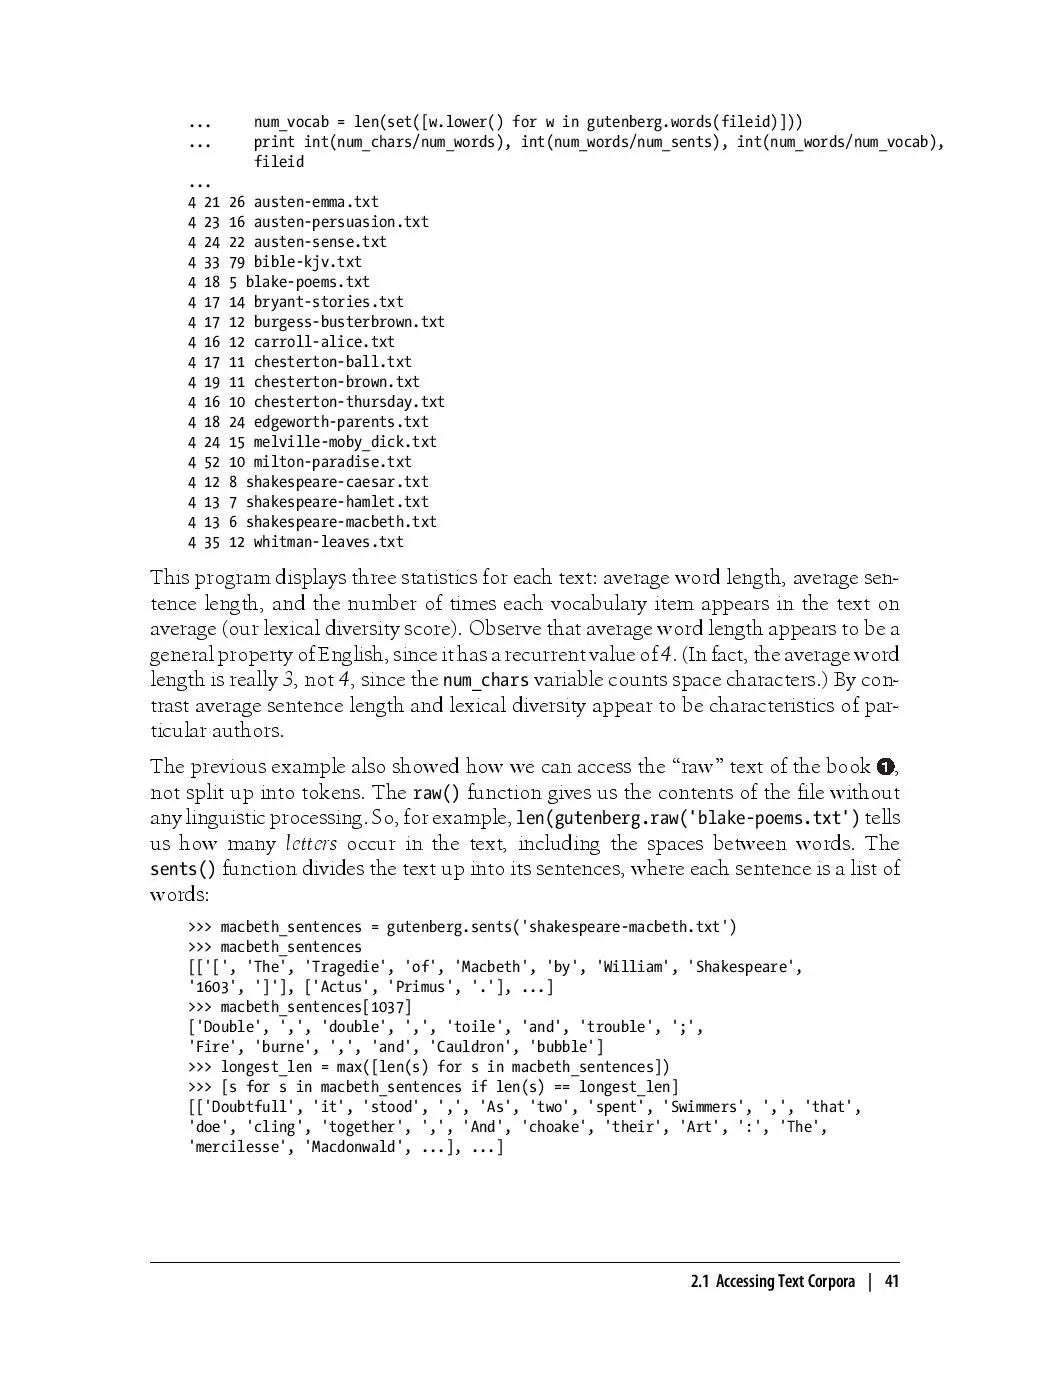 ...     num_vocab = len(set([w.lower() for w in gutenberg.words(fileid)]))
...     print int(num_chars/num_words), int(num_words/num_sents), int(num_words/num_vocab),
        fileid
...
4 21 26 austen-emma.txt
4 23 16 austen-persuasion.txt
4 24 22 austen-sense.txt
4 33 79 bible-kjv.txt
4 18 5 blake-poems.txt
4 17 14 bryant-stories.txt
4 17 12 burgess-busterbrown.txt
4 16 12 carroll-alice.txt
4 17 11 chesterton-ball.txt
4 19 11 chesterton-brown.txt
4 16 10 chesterton-thursday.txt
4 18 24 edgeworth-parents.txt
4 24 15 melville-moby_dick.txt
4 52 10 milton-paradise.txt
4 12 8 shakespeare-caesar.txt
4 13 7 shakespeare-hamlet.txt
4 13 6 shakespeare-macbeth.txt
4 35 12 whitman-leaves.txt
This program displays three statistics for each text: average word length, average sen-
tence length, and the number of times each vocabulary item appears in the text on
average (our lexical diversity score). Observe that average word length appears to be a
general property of English, since it has a recurrent value of 4. (In fact, the average word
length is really 3, not 4, since the num_chars variable counts space characters.) By con-
trast average sentence length and lexical diversity appear to be characteristics of par-
ticular authors.
The previous example also showed how we can access the “raw” text of the book ❶,
not split up into tokens. The raw() function gives us the contents of the file without
any linguistic processing. So, for example, len(gutenberg.raw('blake-poems.txt') tells
us how many letters occur in the text, including the spaces between words. The
sents() function divides the text up into its sentences, where each sentence is a list of
words:
>>> macbeth_sentences = gutenberg.sents('shakespeare-macbeth.txt')
>>> macbeth_sentences
[['[', 'The', 'Tragedie', 'of', 'Macbeth', 'by', 'William', 'Shakespeare',
'1603', ']'], ['Actus', 'Primus', '.'], ...]
>>> macbeth_sentences[1037]
['Double', ',', 'double', ',', 'toile', 'and', 'trouble', ';',
'Fire', 'burne', ',', 'and', 'Cauldron', 'bubble']
>>> longest_len = max([len(s) for s in macbeth_sentences])
>>> [s for s in macbeth_sentences if len(s) == longest_len]
[['Doubtfull', 'it', 'stood', ',', 'As', 'two', 'spent', 'Swimmers', ',', 'that',
'doe', 'cling', 'together', ',', 'And', 'choake', 'their', 'Art', ':', 'The',
'mercilesse', 'Macdonwald', ...], ...]
2.1 Accessing Text Corpora | 41